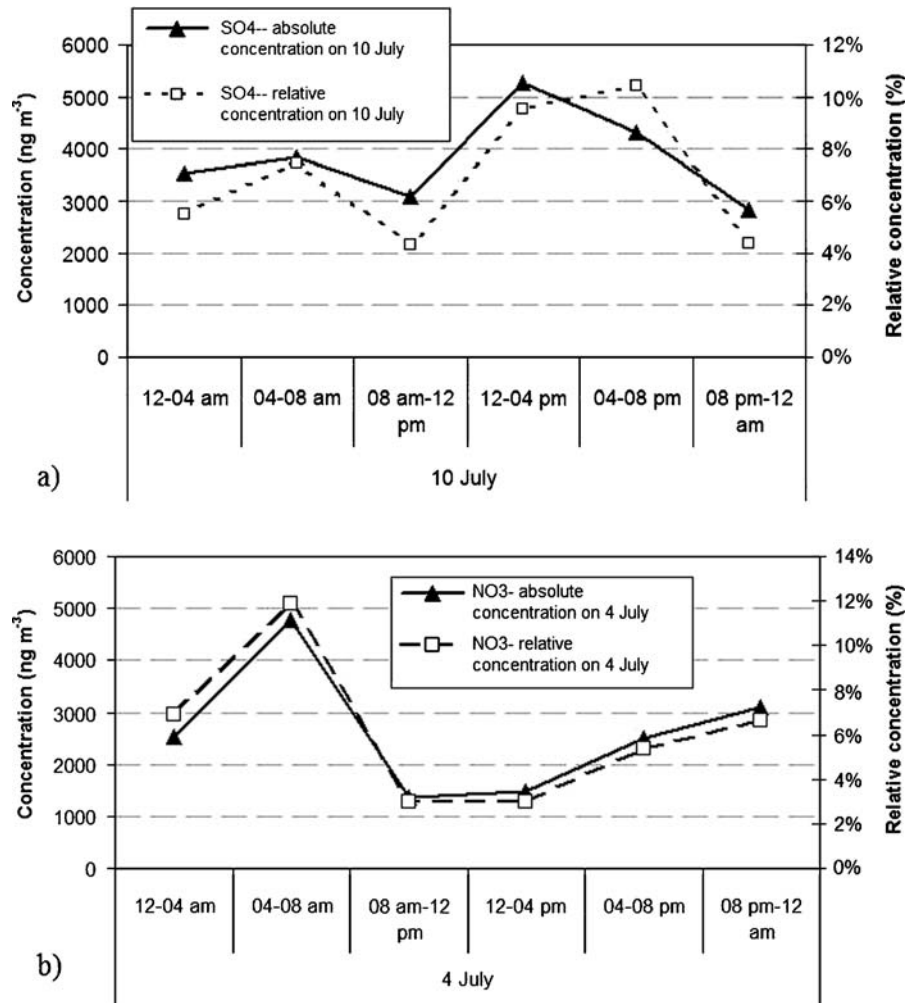 SO4-- absolute
concentration on 10 July
SO4-- relative
concentration on 10 July
Concentration (ng m-3)
6000
5000
4000
3000
2000
1000
0
12%
10%
8%
6%
4%
2%
0%
Relative concentration (%)
12-04 am
04-08 am
08 am-12
pm
12-04 pm
04-08 pm
08 pm-12
am
10 July
a)
NO3- absolute
concentration on 4 July
NO3- relative
concentration on 4 July
Concentration (ng m-3)
6000
5000
4000
3000
2000
1000
0
14%
12%
10%
8%
6%
4%
2%
0%
Relative concentration (%)
12-04 am
04-08 am
08 am-12
pm
12-04 pm
04-08 pm
08 pm-12
am
4 July
b)